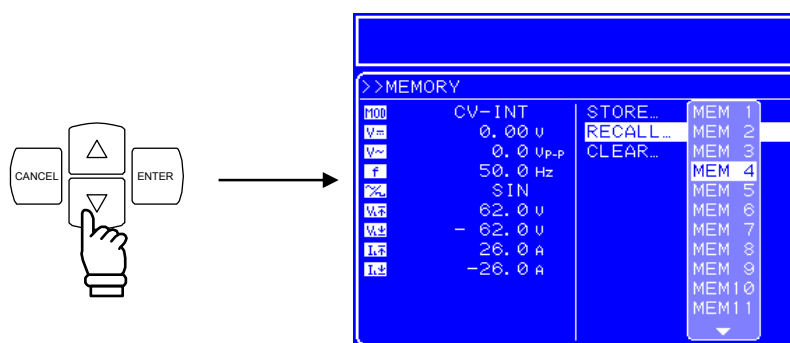 CANCEL
ENTER
>>MEMORY
MOD CV-INT
V= 0.00 V
V~ 0.0 Vp-p
f 50.0 Hz
SIN
62.0 V
- 62.0 V
26.0 A
-26.0 A
STORE…
RECALL…
CLEAR…
MEM 1
MEM 2
MEM 3
MEM 4
MEM 5
MEM 6
MEM 7
MEM 8
MEM 9
MEM10
MEM11